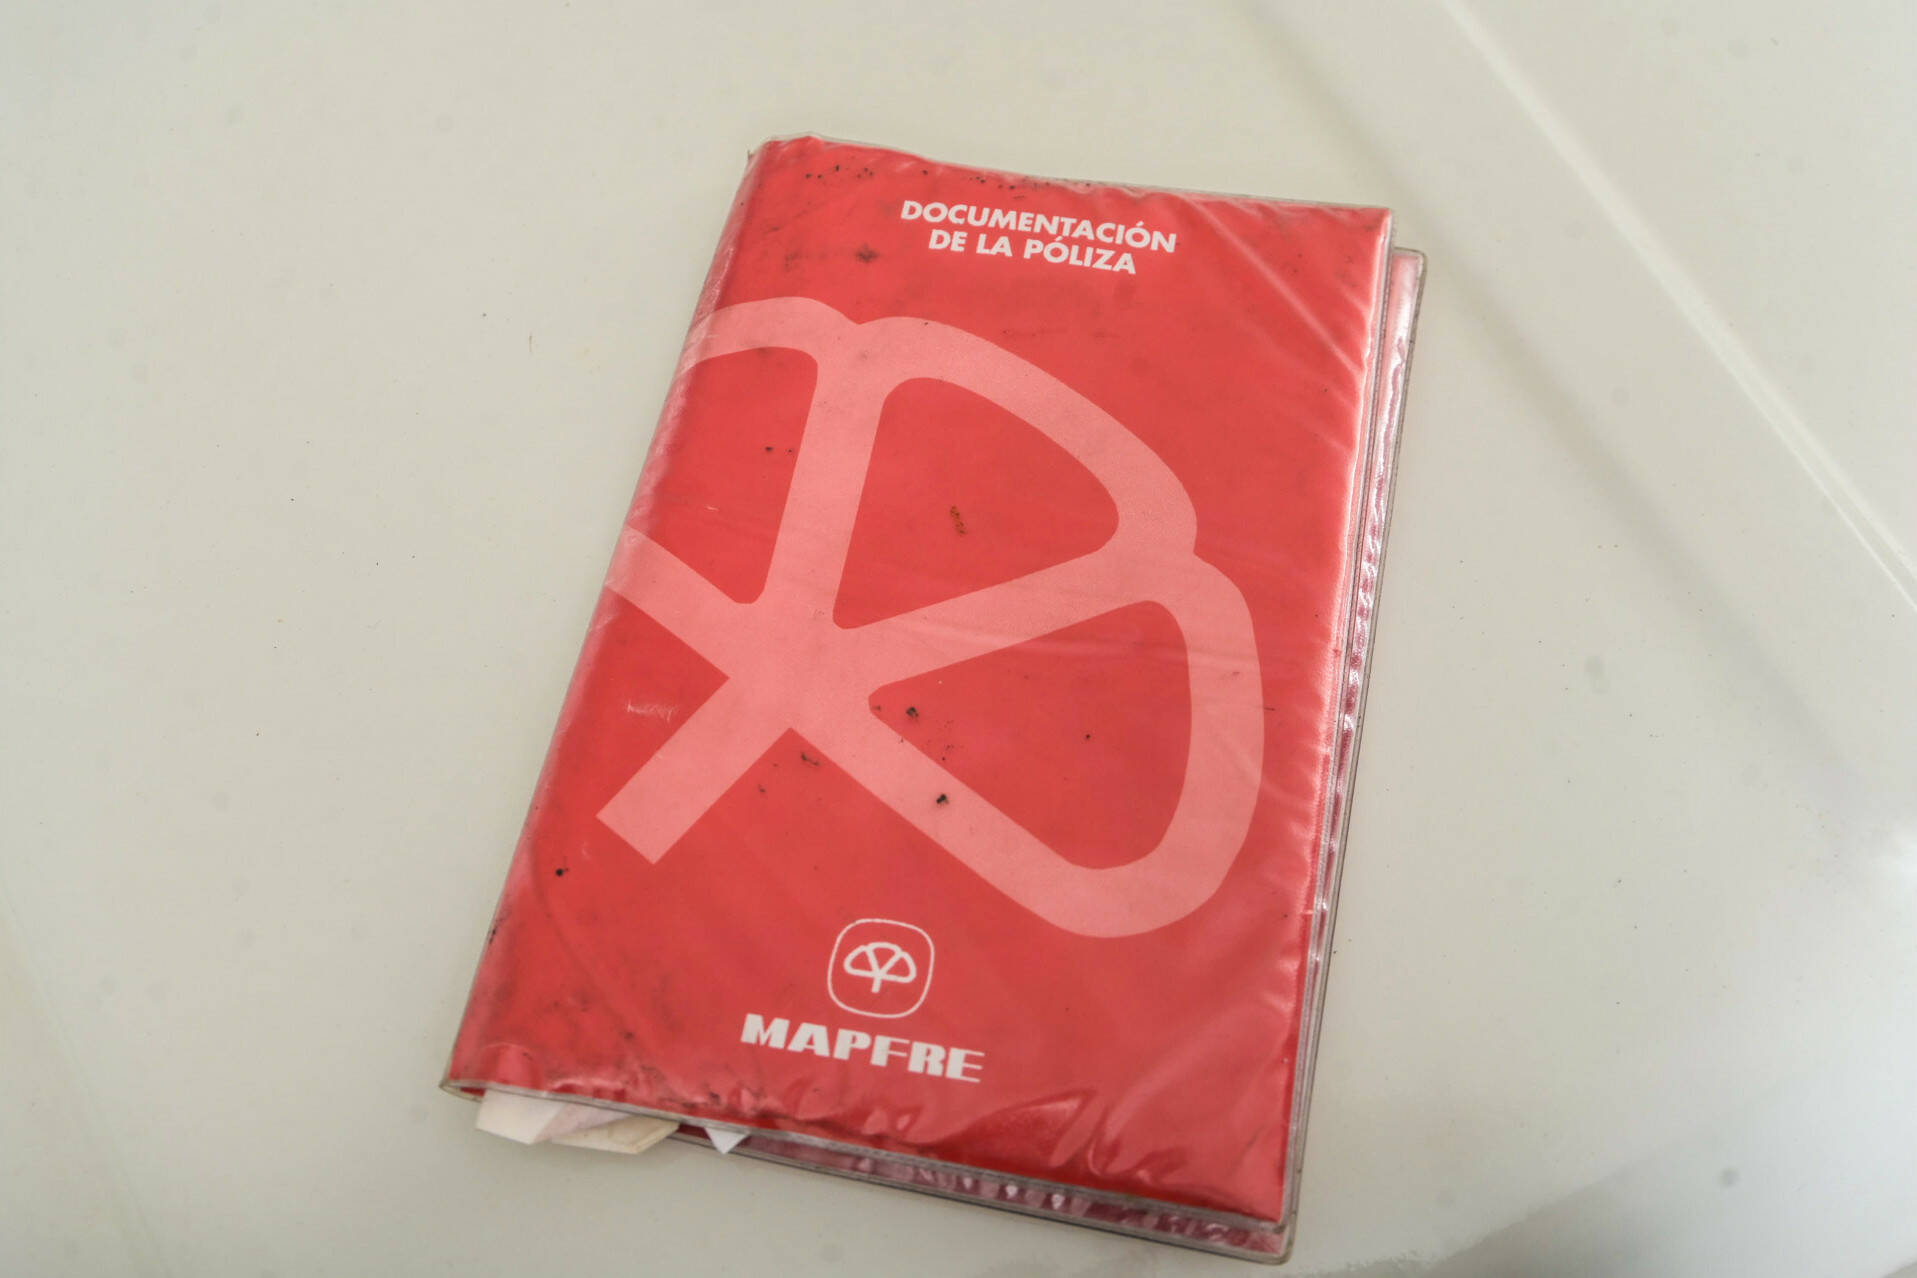 DOCUMENTACIÓN
DE LA PÓLIZA
MAPFRE